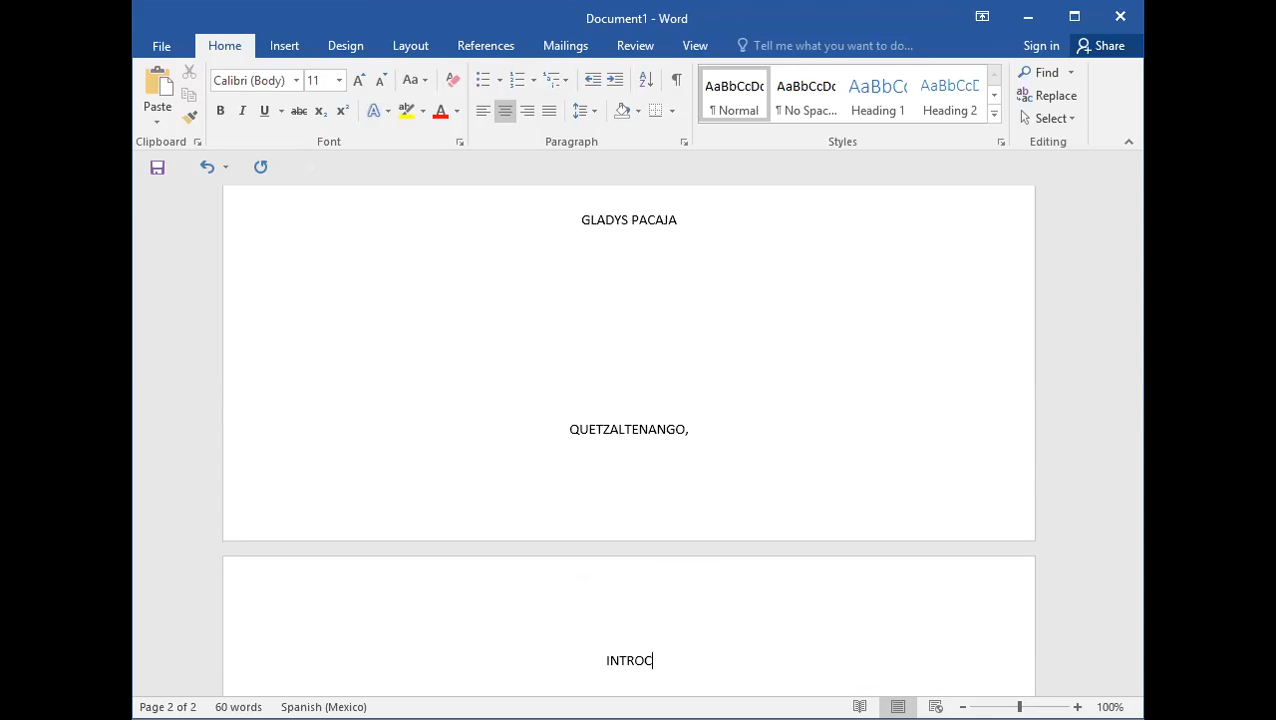 Document1 - Word
File Home Insert Design Layout References Mailings Review View Tell me what you want to do... Sign in Share
Paste
Clipboard
Calibri (Body) 11
Font
Paragraph
AaBbCcDc AaBbCcDc AaBbC( AaBbCcD
¶ Normal ¶ No Spac... Heading 1 Heading 2
Styles
Find
Replace
Select
Editing
GLADYS PACAJA
QUETZALTENANGO,
INTROC
Page 2 of 2 60 words Spanish (Mexico) 100%